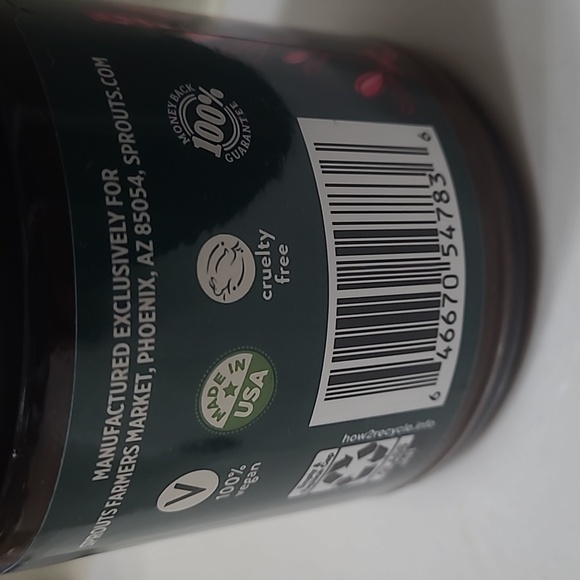 MANUFACTURED EXCLUSIVELY FOR
SPROUTS FARMERS MARKET, PHOENIX, AZ 85054, SPROUTS.COM
V
100%
vegan
MADE IN
USA
cruelty
free
MONEY BACK
100%
GUARANTEE
how2recycle.info
6 46670 54783 6